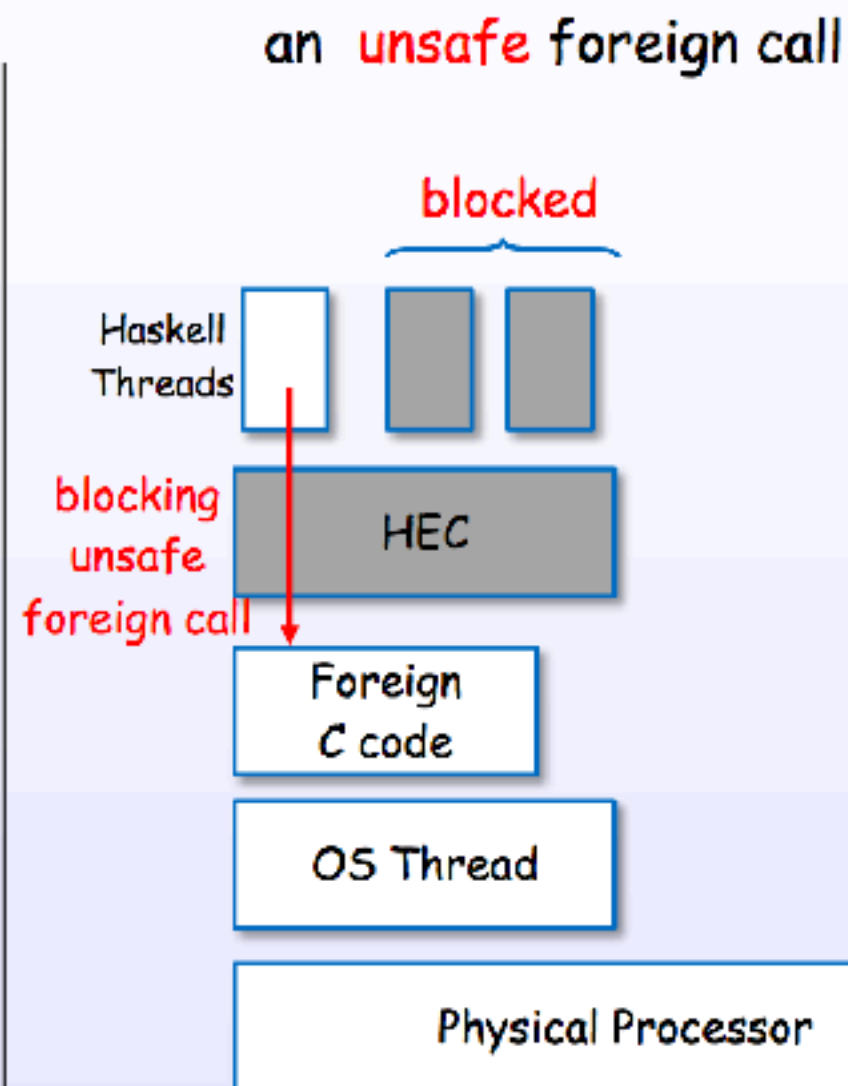 an unsafe foreign call
blocked
Haskell
Threads
blocking
unsafe
foreign call
HEC
Foreign
C code
OS Thread
Physical Processor